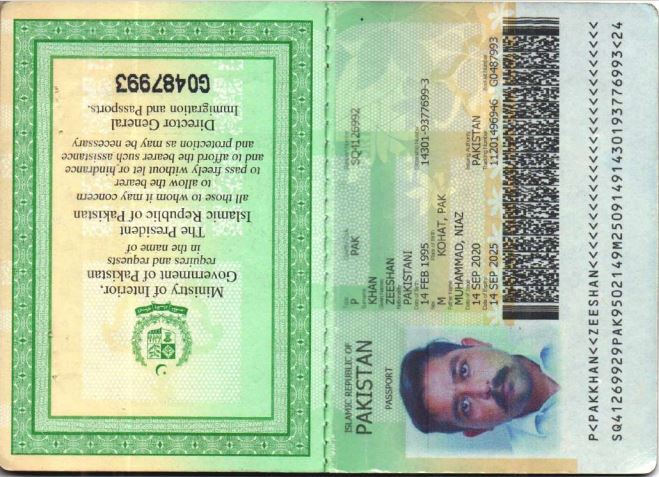 Ministry of Interior.
Government of Pakistan
requires and requests
in the name of
The President
Islamic Republic of Pakistan
all those to whom it may concern
to allow the bearer
to pass freely without let or hindrance
and to afford the bearer such assistance
and protection as may be necessary
Director General
Immigration and Passports.
G0487993
ISLAMIC REPUBLIC OF
PAKISTAN
PASSPORT
P PAK SQ4126992
KHAN
ZEESHAN
PAKISTANI
14 FEB 1995 14301-9377699-3
M KOHAT, PAK
MUHAMMAD, NIAZ
14 SEP 2020 PAKISTAN
14 SEP 2025 11201496946 G0487993
P<PAKKHAN<<ZEESHAN<<<<<<<<<<<<<<<<<<<<<<<<<<
SQ41269929PAK9502149M25091491430193776993<24